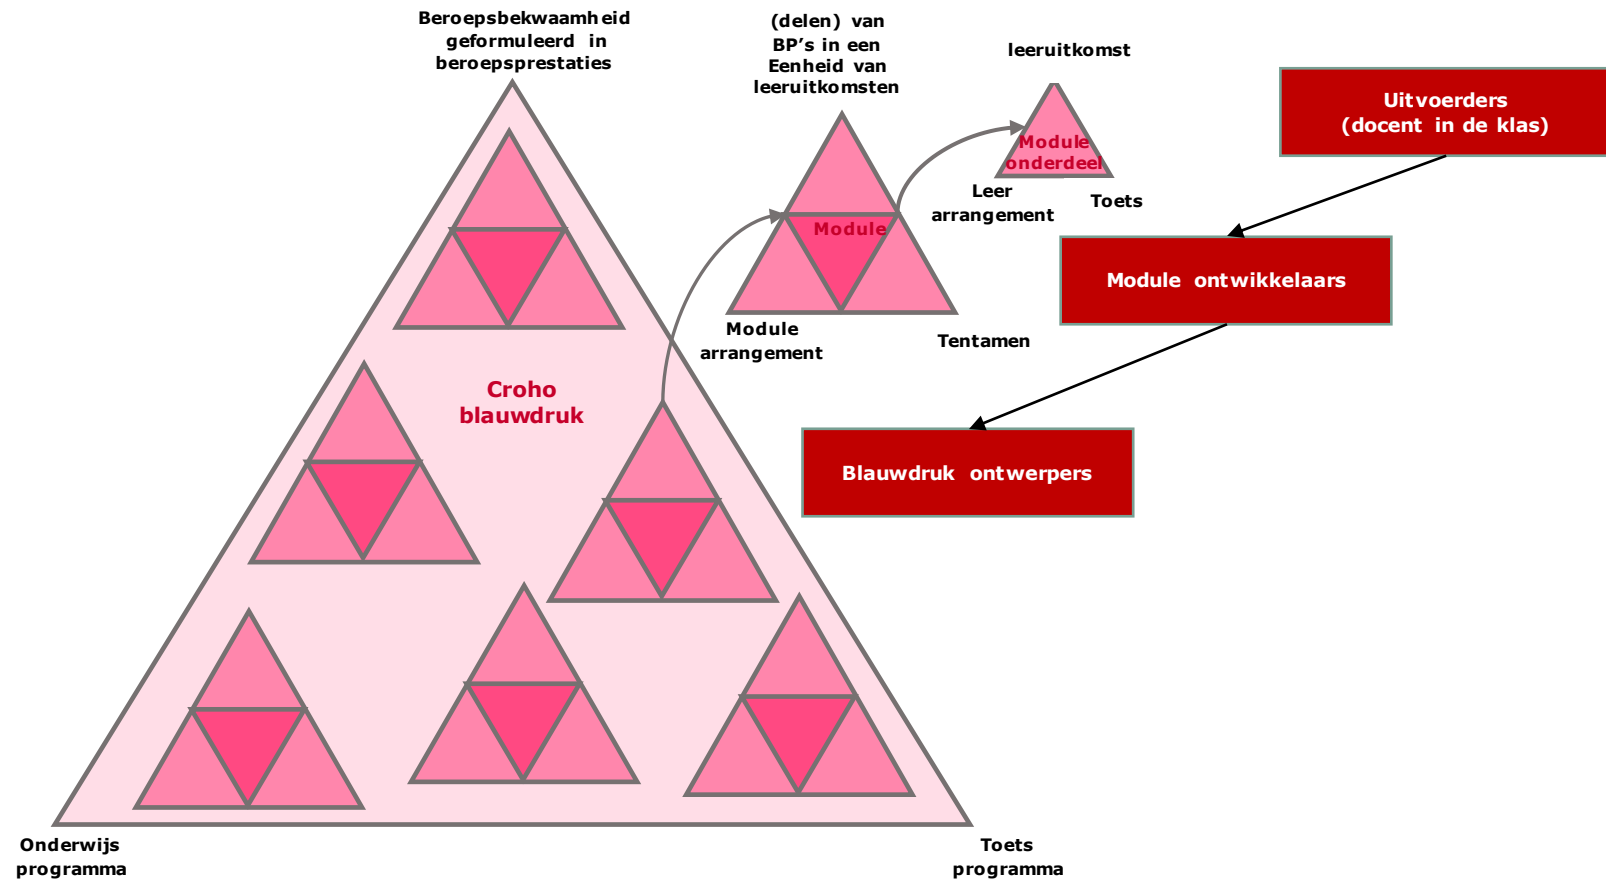 Beroepsbekwaamheid
geformuleerd in
beroepsprestaties
(delen) van
BP's in een
Eenheid van
leeruitkomsten
leeruitkomst
Module
onderdeel
Leer
arrangement
Toets
Uitvoerders
(docent in de klas)
Module
Module
arrangement
Tentamen
Module ontwikkelaars
Croho
blauwdruk
Blauwdruk ontwerpers
Onderwijs
programma
Toets
programma